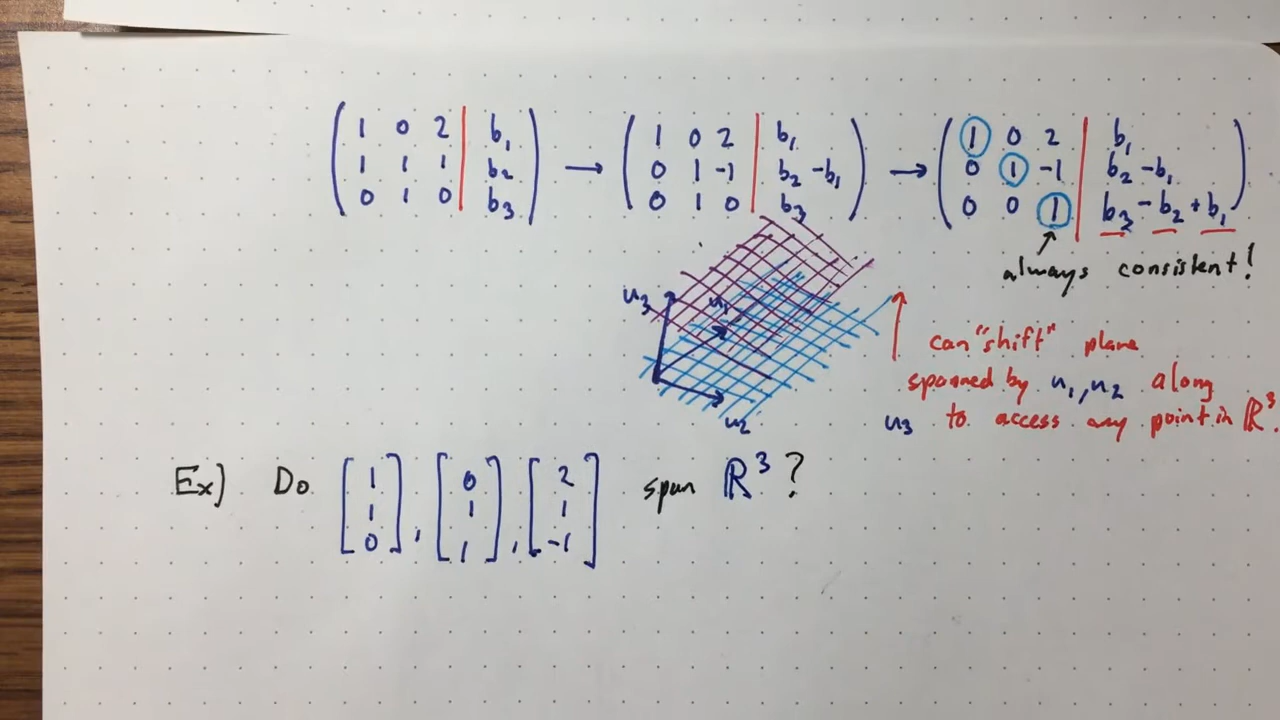 1 0 2 | b₁ → 1 0 2 | b₁ → 1 0 2 | b₁
1 1 1 | b₂ 0 1 -1 | b₂ - b₁ 0 1 -1 | b₂ - b₁
0 1 0 | b₃ 0 1 0 | b₃ 0 0 1 | b₃ - b₂ + b₁
always consistent!
u₃ u₁
u₂
can "shift" plane
spanned by u₁, u₂ along
u₃ to access any point in ℝ³.
Ex) Do [1 1 0], [0 1 1], [2 1 -1] span ℝ³?